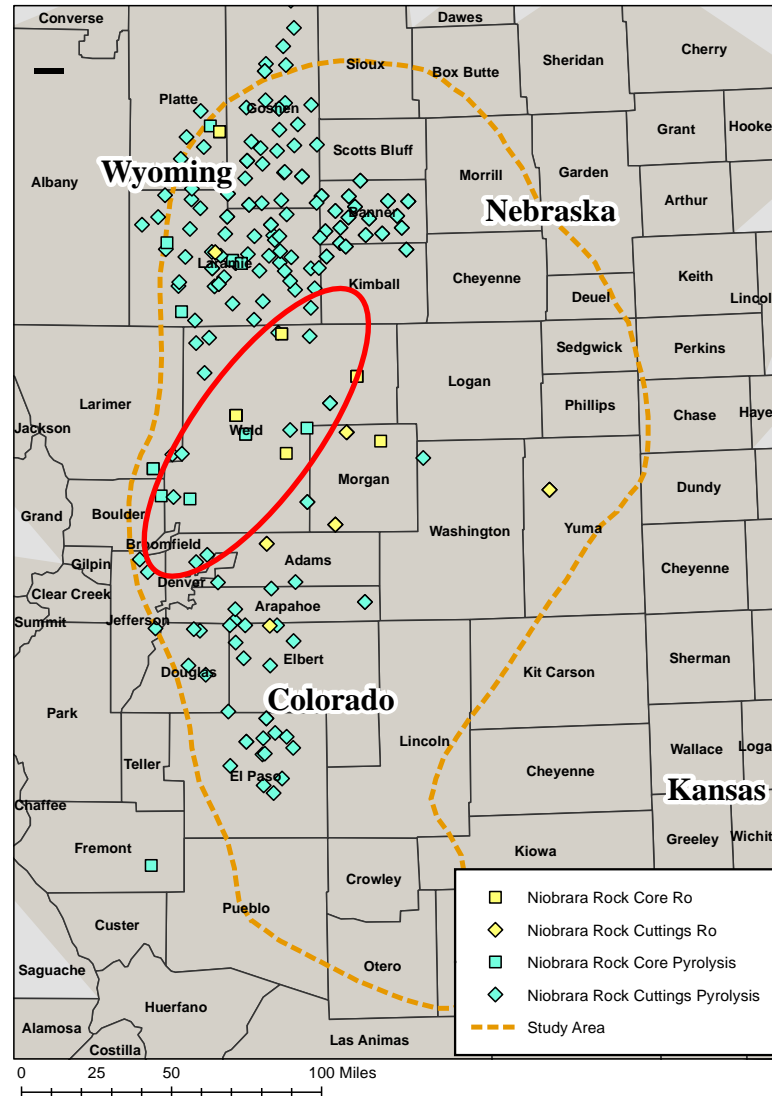 Converse
Dawes
Sioux
Sheridan
Cherry
Box Butte
Platte
Goshen
Grant
Hooke
Scotts Bluff
Wyoming
Morrill
Garden
Albany
Arthur
Banner
Nebraska
Laramie
Cheyenne
Keith
Kimball
Deuel
Lincol
Sedgwick
Perkins
Logan
Larimer
Phillips
Chase
Haye
Jackson
Weld
Morgan
Dundy
Grand
Boulder
Washington
Yuma
Broomfield
Gilpin
Adams
Cheyenne
Denver
Clear Creek
Arapahoe
Summit
Jefferson
Elbert
Sherman
Douglas
Kit Carson
Colorado
Park
Lincoln
Wallace
Loga
Teller
Cheyenne
El Paso
Kansas
Chaffee
Fremont
Greeley
Wichit
Kiowa
Crowley
Pueblo
Custer
Otero
Saguache
Huerfano
Alamosa
Las Animas
Costilla
Niobrara Rock Core Ro
Niobrara Rock Cuttings Ro
Niobrara Rock Core Pyrolysis
Niobrara Rock Cuttings Pyrolysis
Study Area
0 25 50 100 Miles